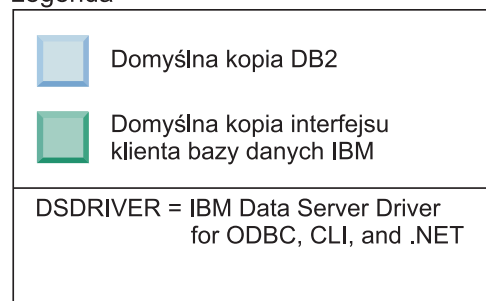 Legenda
Domyślna kopia DB2
Domyślna kopia interfejsu
klienta bazy danych IBM
DSDRIVER = IBM Data Server Driver
for ODBC, CLI, and .NET